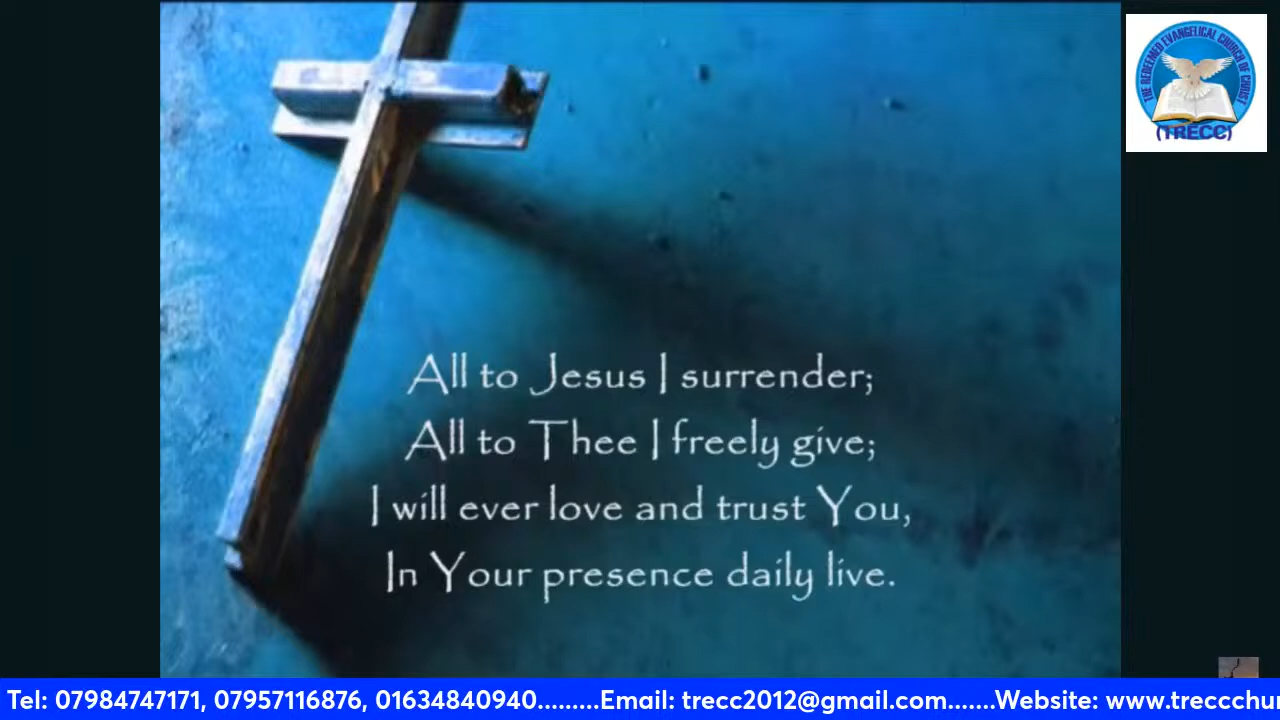 THE REDEEMED EVANGELICAL CHURCH OF CHRIST
(TRECC)
All to Jesus I surrender;
All to Thee I freely give;
I will ever love and trust You,
In Your presence daily live.
Tel: 07984747171, 07957116876, 01634840940.........Email: trecc2012@gmail.com.......Website: www.treccchu